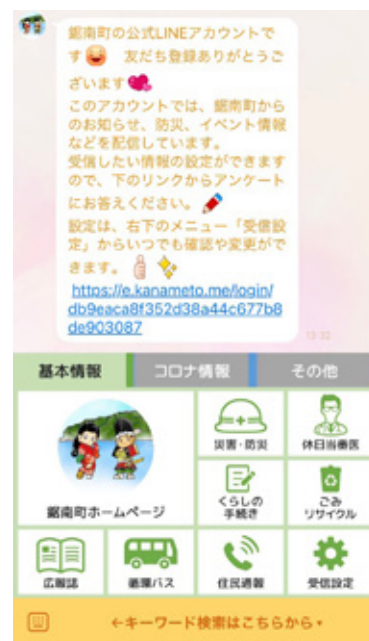 鋸南町の公式LINEアカウントで
す 友だち登録ありがとうご
ざいます
このアカウントでは、鋸南町から
のお知らせ、防災、イベント情報
などを配信しています。
受信したい情報の設定ができます
ので、下のリンクからアンケート
にお答えください。
設定は、右下のメニュー「受信設
定」からいつでも確認や変更がで
きます。
https://e.kanameto.me/login/
db9eaca8f352d38a44c677b8
de903087
13:32
基本情報 コロナ情報 その他
災害・防災 休日当番医
鋸南町ホームページ
くらしの
手続き
ごみ
リサイクル
広報誌 循環バス 住民通報 受信設定
←キーワード検索はこちらから・